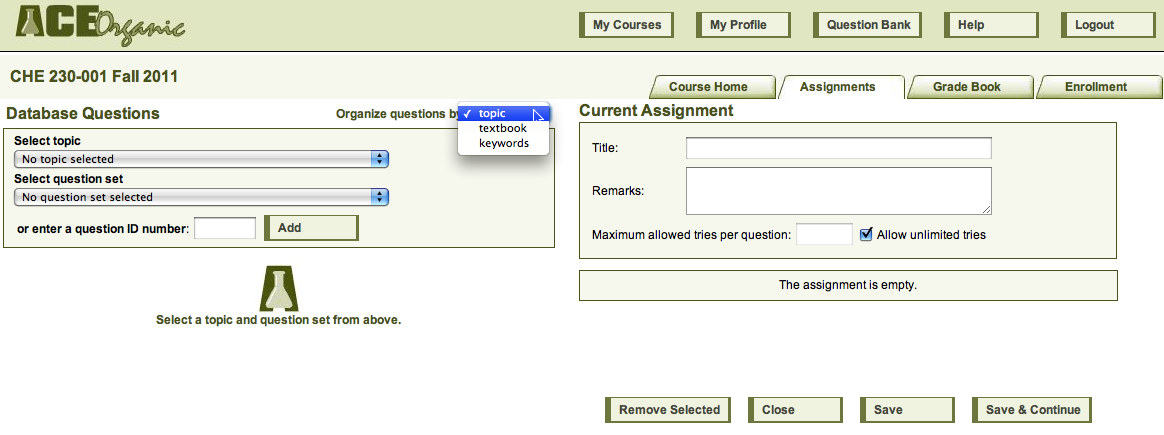 ACE Organic
My Courses
My Profile
Question Bank
Help
Logout
CHE 230-001 Fall 2011
Course Home
Assignments
Grade Book
Enrollment
Database Questions
Organize questions by
✓ topic
textbook
keywords
Select topic
No topic selected
Select question set
No question set selected
or enter a question ID number:
Add
Select a topic and question set from above.
Current Assignment
Title:
Remarks:
Maximum allowed tries per question:
Allow unlimited tries
The assignment is empty.
Remove Selected
Close
Save
Save & Continue